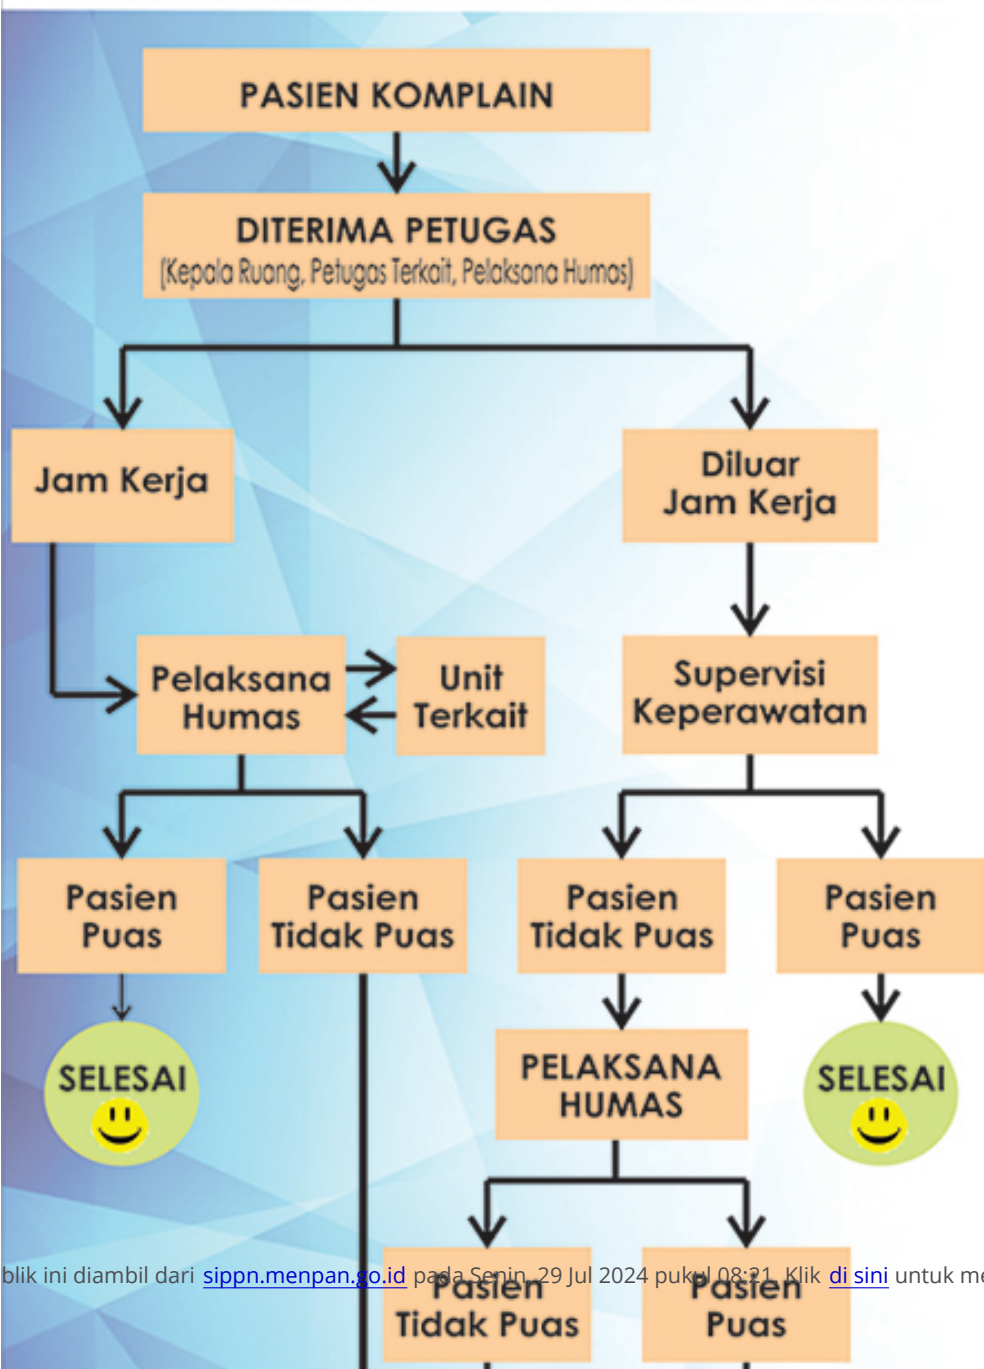 PASIEN KOMPLAIN
DITERIMA PETUGAS
(Kepala Ruang, Petugas Terkait, Pelaksana Humas)
Jam Kerja
Diluar
Jam Kerja
Pelaksana
Humas
Unit
Terkait
Supervisi
Keperawatan
Pasien
Puas
Pasien
Tidak Puas
Pasien
Tidak Puas
Pasien
Puas
SELESAI
PELAKSANA
HUMAS
SELESAI
blik ini diambil dari sippn.menpan.go.id pada Senin, 29 Jul 2024 pukul 08:21. Klik di sini untuk me
Pasien
Tidak Puas
Pasien
Puas